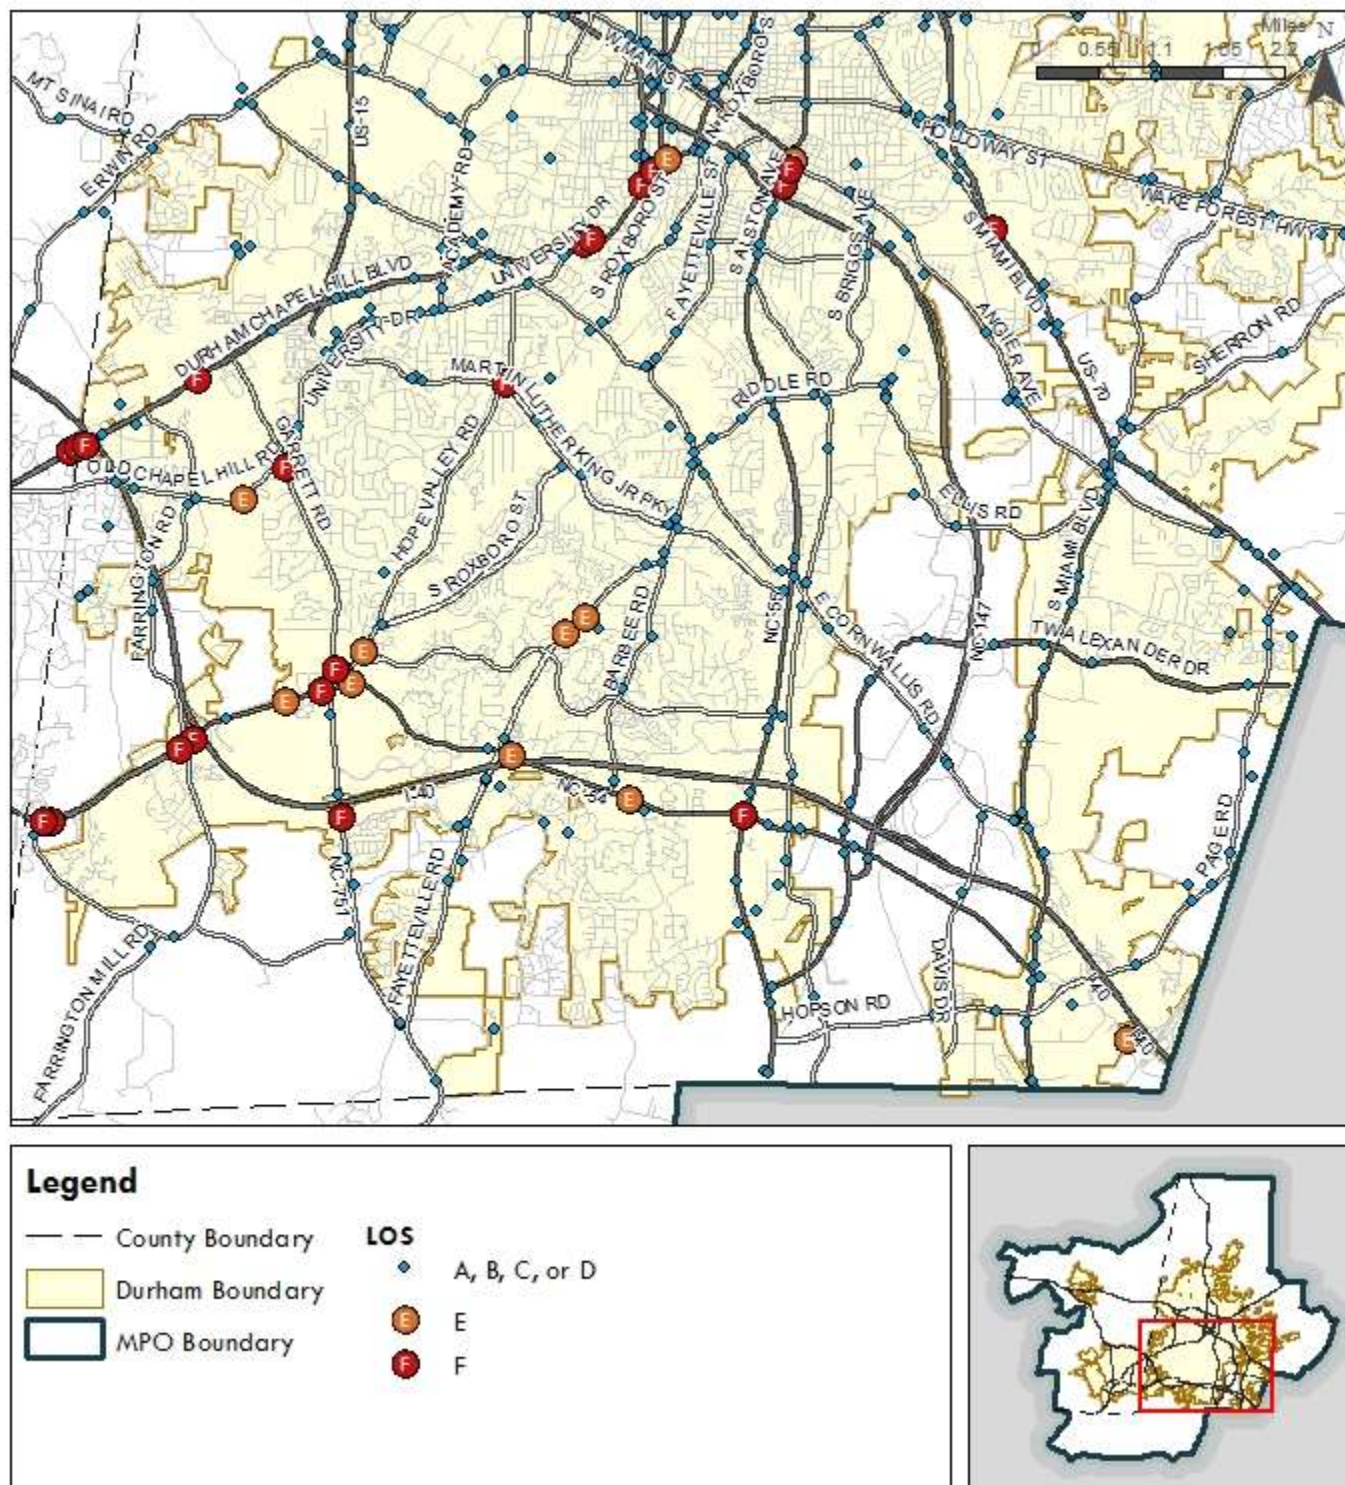 Miles N
0 0.55 1.1 1.65 2.2
W MAIN ST
N ROXBORO S
MT SINAI RD
ERWIN RD
US-15
ACADEMY RD
HOLLOWAY ST
WAKE FOREST HWY
UNIVERSITY DR
S ROXBORO ST
FAYETTEVILLE ST
S ALSTON AVE
S BRIGGS AVE
S MIAMI BLVD
DURHAM CHAPEL HILL BLVD
UNIVERSITY DR
ANGIER AVE
US-70
SHERRON RD
MARTIN LUTHER KING JR PKY
RIDDLE RD
OLD CHAPEL HILL RD
GARRETT RD
HOPE VALLEY RD
S ROXBORO ST
ELLIS RD
S MIAMI BLVD
FARRINGTON RD
BARBEE RD
NC-55
E CORNWALLIS RD
NC-147
TW ALEXANDER DR
I-40
NC-54
PAGE RD
NC-751
FAYETTEVILLE RD
FARRINGTON MILL RD
HOPSON RD
DAVIS DR
I-40
I-40
E
E
E
E
E
E
E
E
E
E
F
F
F
F
F
F
F
F
F
F
F
F
F
Legend
County Boundary
Durham Boundary
MPO Boundary
LOS
A, B, C, or D
E E
F F